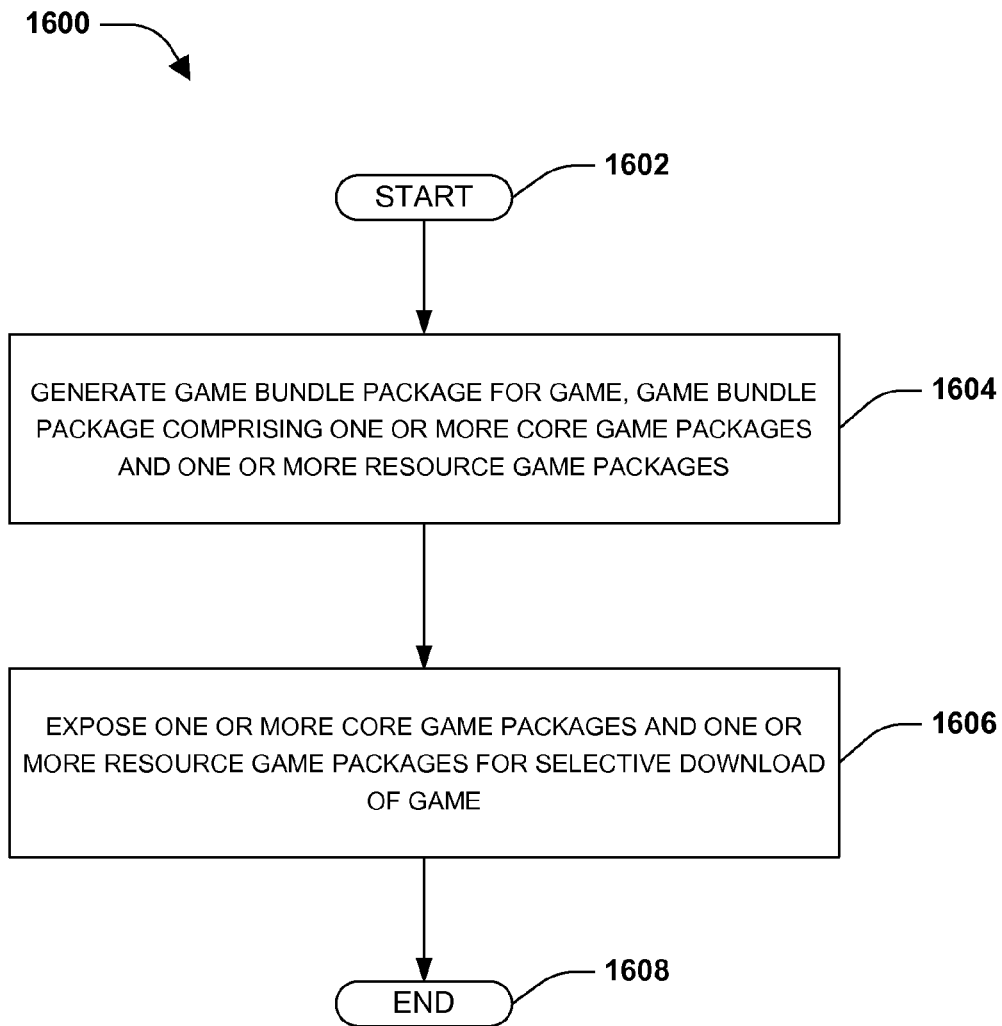 1600
1602
START
1604
GENERATE GAME BUNDLE PACKAGE FOR GAME, GAME BUNDLE
PACKAGE COMPRISING ONE OR MORE CORE GAME PACKAGES
AND ONE OR MORE RESOURCE GAME PACKAGES
1606
EXPOSE ONE OR MORE CORE GAME PACKAGES AND ONE OR
MORE RESOURCE GAME PACKAGES FOR SELECTIVE DOWNLOAD
OF GAME
1608
END